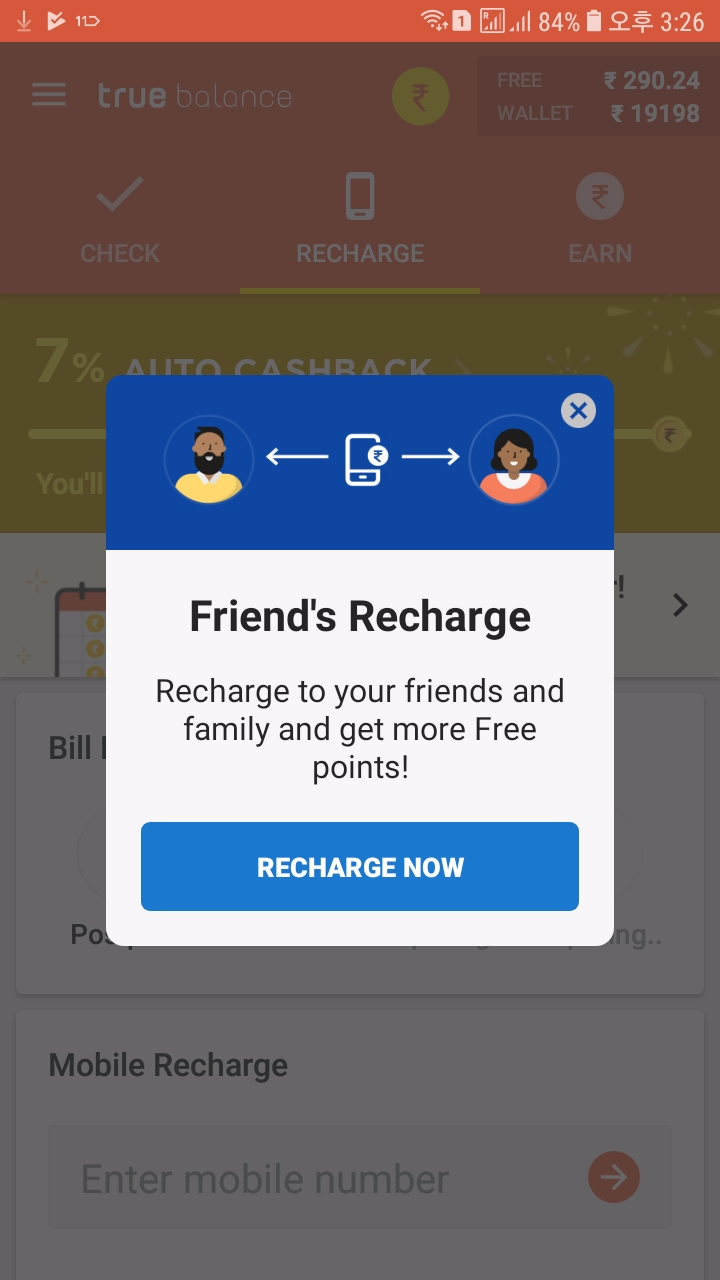 84% 오후 3:26
true balance
FREE ₹ 290.24
WALLET ₹ 19198
CHECK RECHARGE EARN
7% AUTO CASHBACK
You'll
Friend's Recharge
Recharge to your friends and
family and get more Free
points!
RECHARGE NOW
Bill
Mobile Recharge
Enter mobile number